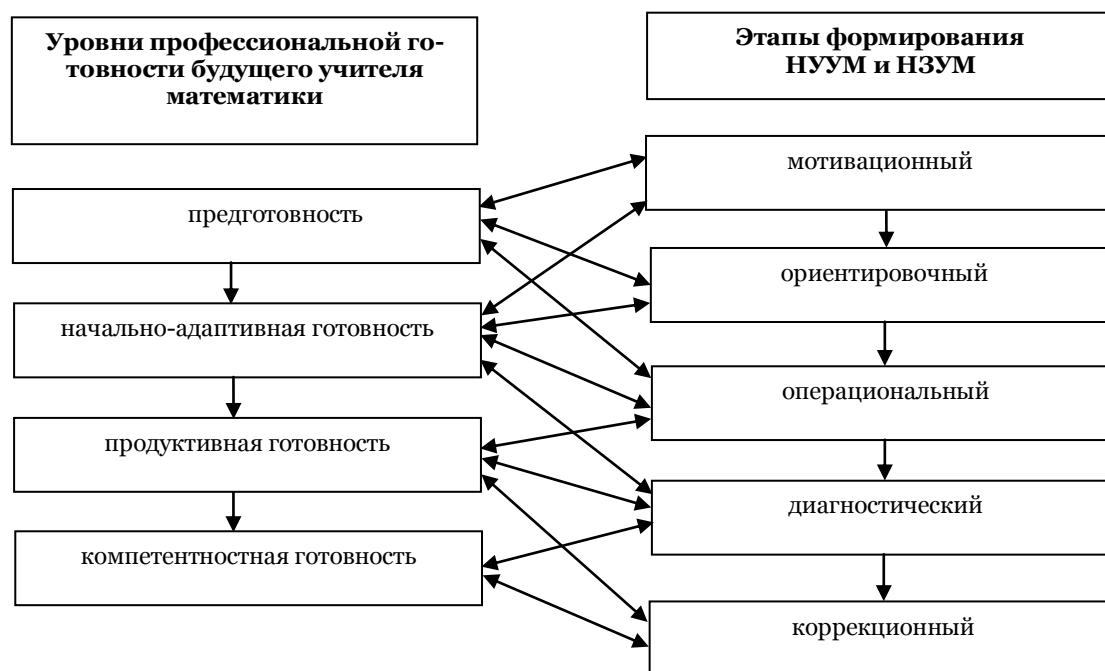 Уровни профессиональной го-
товности будущего учителя
математики
предготовность
начально-адаптивная готовность
продуктивная готовность
компетентностная готовность
Этапы формирования
НУУМ и НЗУМ
мотивационный
ориентировочный
операциональный
диагностический
коррекционный